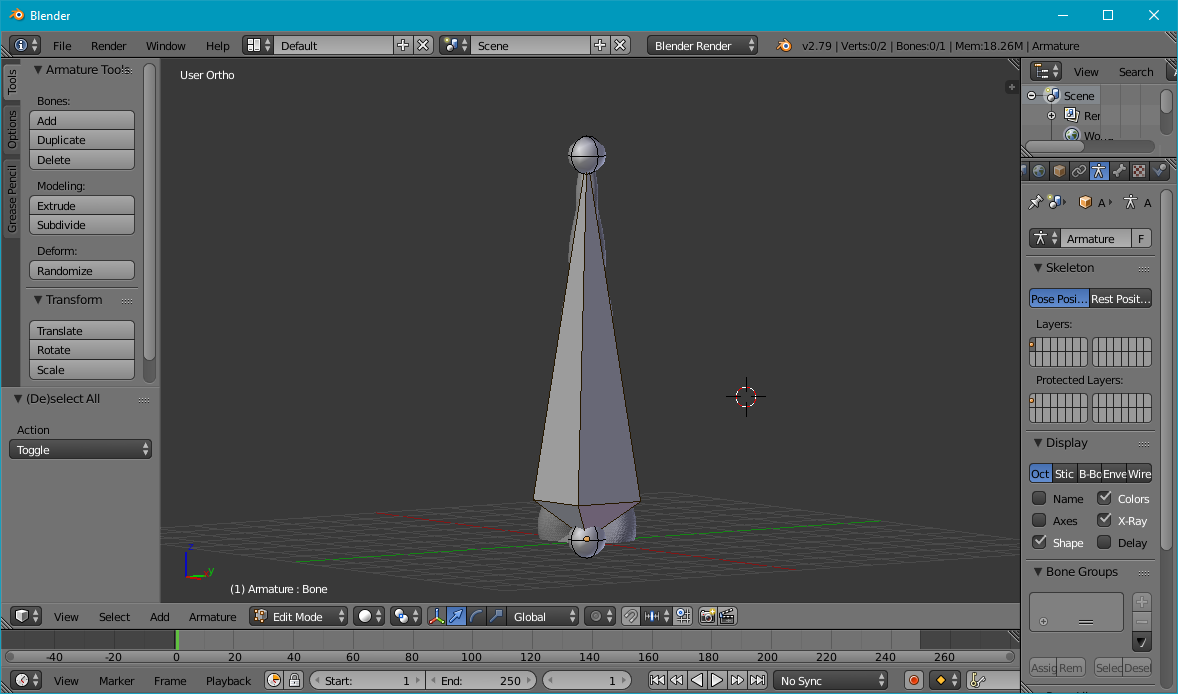 Blender
File Render Window Help Default Scene Blender Render v2.79 | Verts:0/2 | Bones:0/1 | Mem:18.26M | Armature
Tools
Options
Grease Pencil
Armature Tools
Bones:
Add
Duplicate
Delete
Modeling:
Extrude
Subdivide
Deform:
Randomize
Transform
Translate
Rotate
Scale
(De)select All
Action
Toggle
User Ortho
z
y
(1) Armature : Bone
View Select Add Armature Edit Mode Global
-40 -20 0 20 40 60 80 100 120 140 160 180 200 220 240 260
View Marker Frame Playback Start: 1 End: 250 1 No Sync
View Search
Scene
Rer
Wo
A A
Armature F
Skeleton
Pose Posi... Rest Posit...
Layers:
Protected Layers:
Display
Oct Stic B-Bo Enve Wire
Name Colors
Axes X-Ray
Shape Delay
Bone Groups
Assig Rem Selec Desel